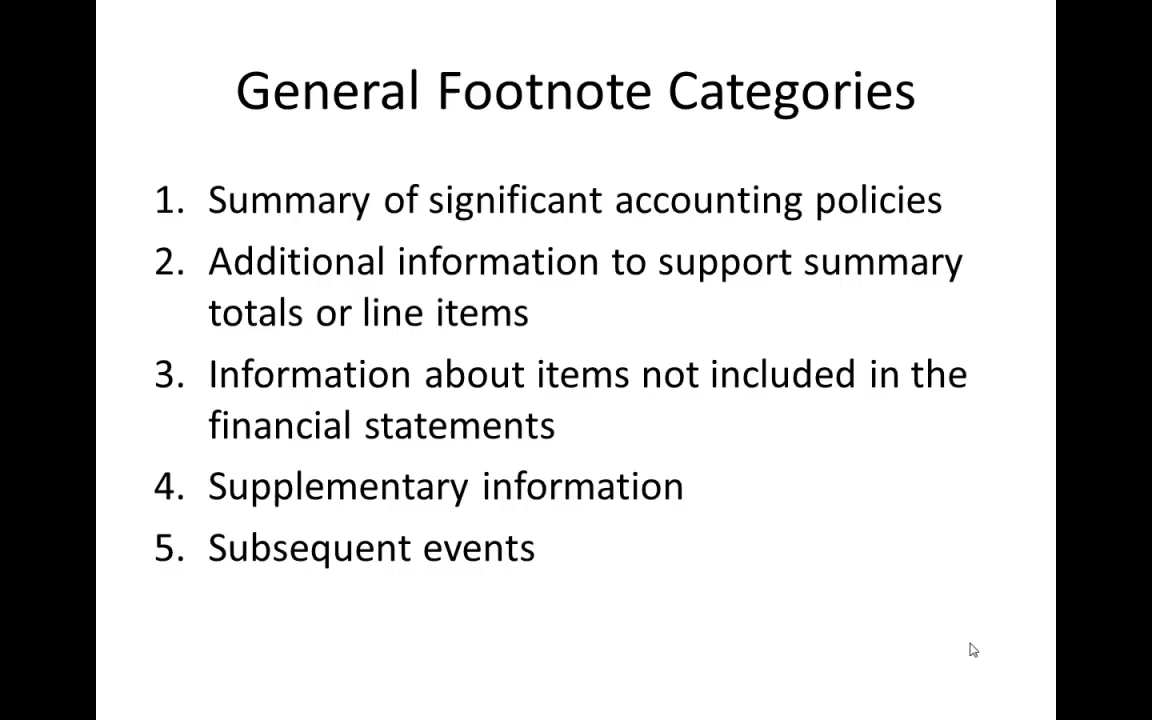 General Footnote Categories
1. Summary of significant accounting policies
2. Additional information to support summary
totals or line items
3. Information about items not included in the
financial statements
4. Supplementary information
5. Subsequent events